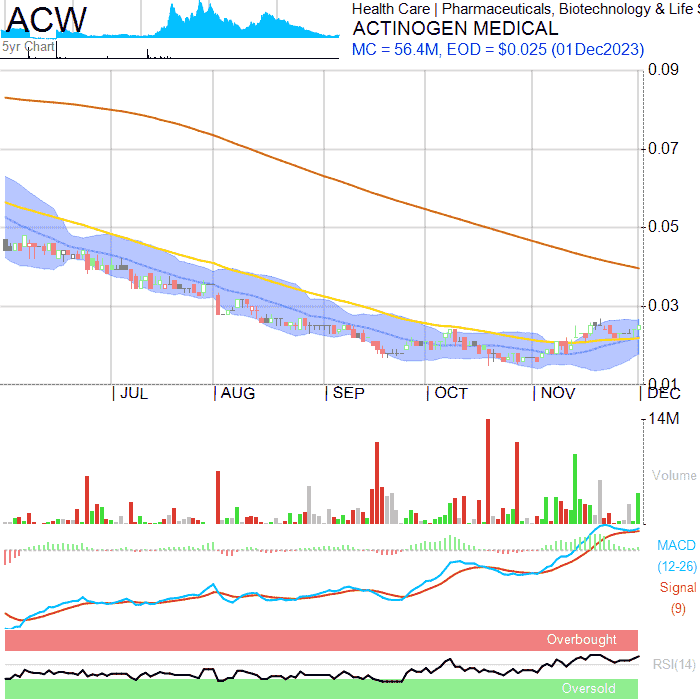 ACW
5yr Chart
Health Care | Pharmaceuticals, Biotechnology & Life S
ACTINOGEN MEDICAL
MC = 56.4M, EOD = $0.025 (01Dec2023)
0.09
0.07
0.05
0.03
0.01
JUL
AUG
SEP
OCT
NOV
DEC
14M
Volume
MACD
(12-26)
Signal
(9)
Overbought
RSI(14)
Oversold